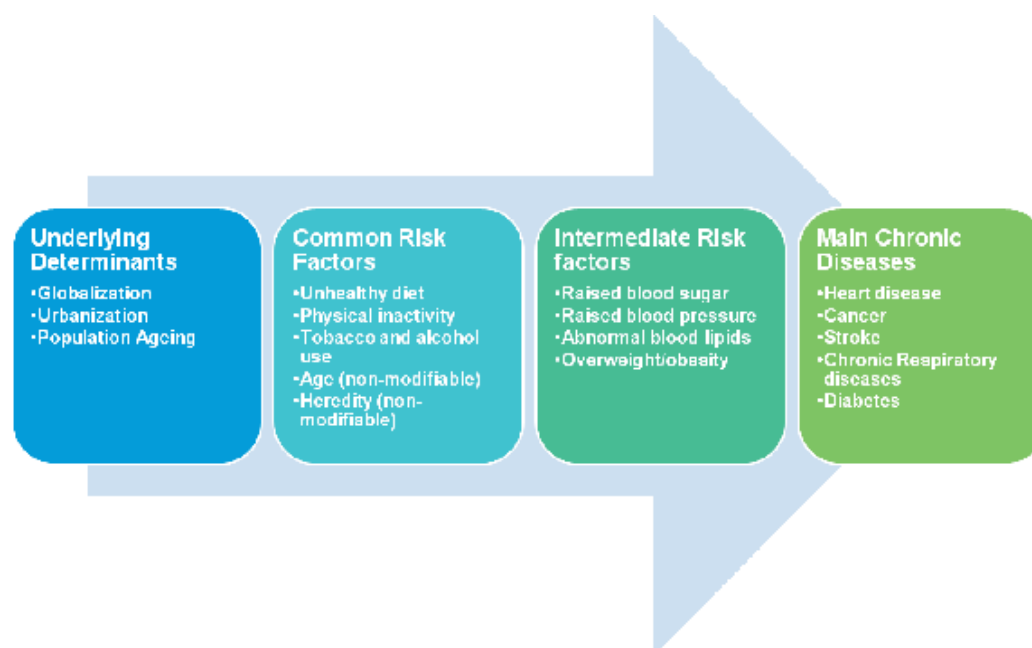 Underlying
Determinants
•Globalization
•Urbanization
•Population Ageing
Common Risk
Factors
•Unhealthy diet
•Physical inactivity
•Tobacco and alcohol
use
•Age (non-modifiable)
•Heredity (non-
modifiable)
Intermediate Risk
factors
•Raised blood sugar
•Raised blood pressure
•Abnormal blood lipids
•Overweight/obesity
Main Chronic
Diseases
•Heart disease
•Cancer
•Stroke
•Chronic Respiratory
diseases
•Diabetes